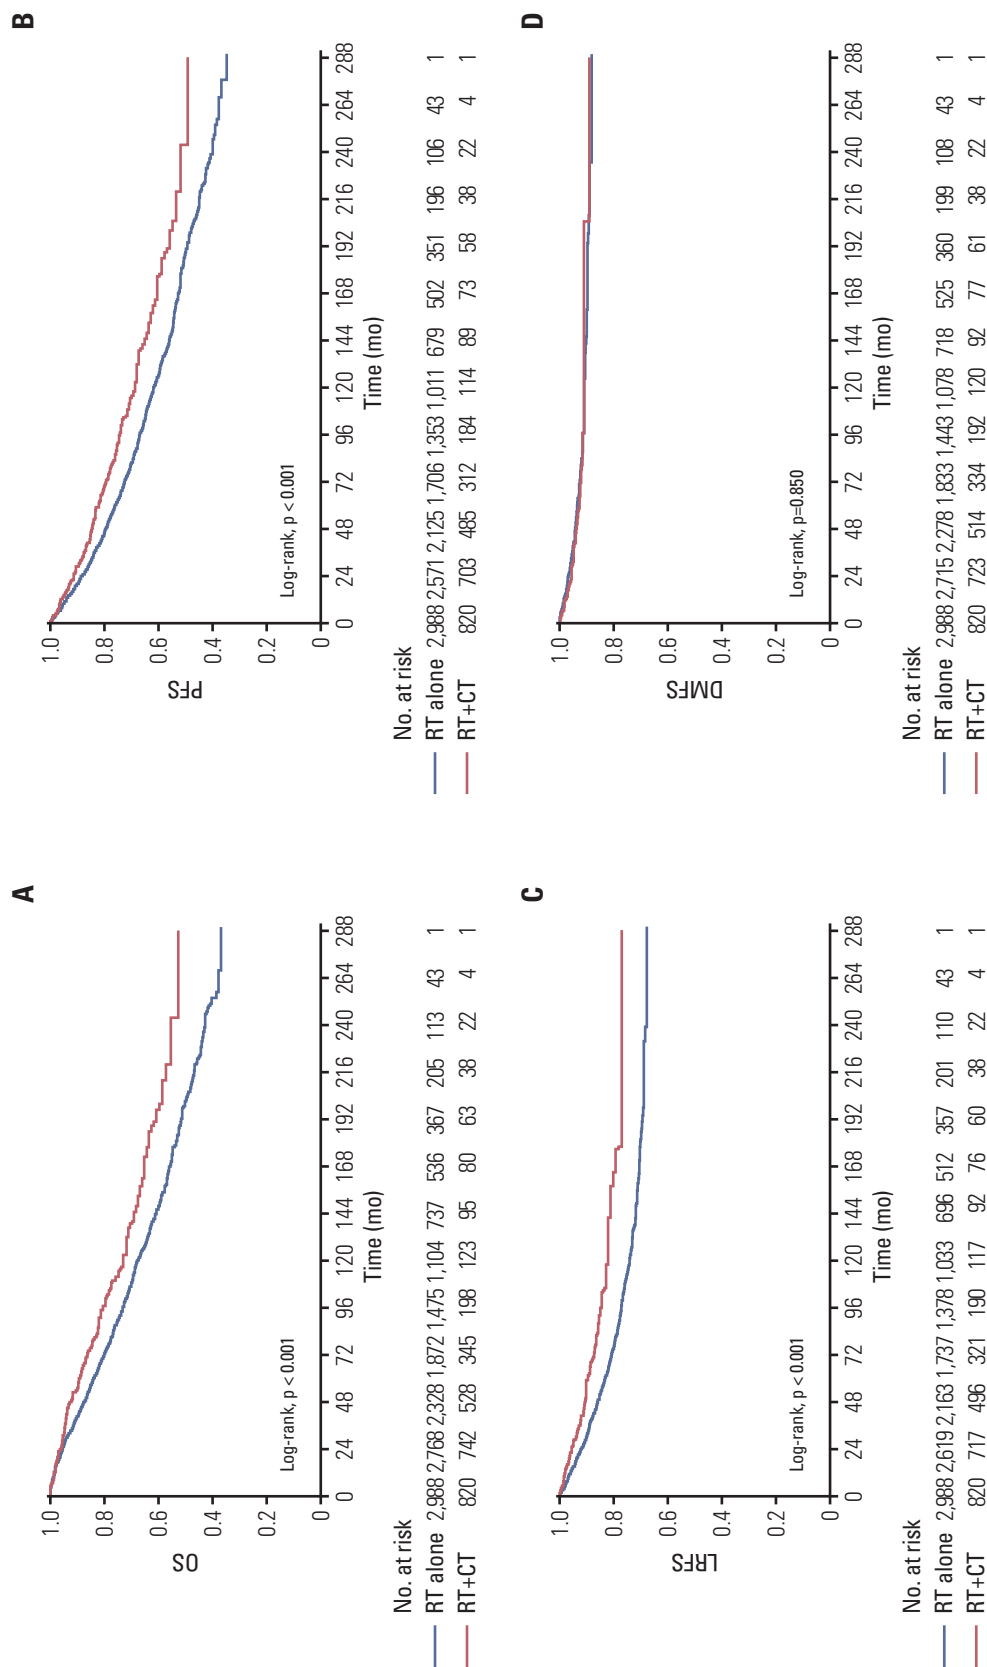 A
1.0
0.8
0.6
0.4
0.2
0
OS
Log-rank, p < 0.001
0 24 48 72 96 120 144 168 192 216 240 264 288
Time (mo)
No. at risk
RT alone 2,988 2,768 2,328 1,872 1,475 1,104 737 536 367 205 113 43 1
RT+CT 820 742 528 345 198 123 95 80 63 38 22 4 1
B
1.0
0.8
0.6
0.4
0.2
0
PFS
Log-rank, p < 0.001
0 24 48 72 96 120 144 168 192 216 240 264 288
Time (mo)
No. at risk
RT alone 2,988 2,571 2,125 1,706 1,353 1,011 679 502 351 196 106 43 1
RT+CT 820 703 485 312 184 114 89 73 58 38 22 4 1
C
1.0
0.8
0.6
0.4
0.2
0
LRFS
Log-rank, p < 0.001
0 24 48 72 96 120 144 168 192 216 240 264 288
Time (mo)
No. at risk
RT alone 2,988 2,619 2,163 1,737 1,378 1,033 696 512 357 201 110 43 1
RT+CT 820 717 496 321 190 117 92 76 60 38 22 4 1
D
1.0
0.8
0.6
0.4
0.2
0
DMFS
Log-rank, p=0.850
0 24 48 72 96 120 144 168 192 216 240 264 288
Time (mo)
No. at risk
RT alone 2,988 2,715 2,278 1,833 1,443 1,078 718 525 360 199 108 43 1
RT+CT 820 723 514 334 192 120 92 77 61 38 22 4 1